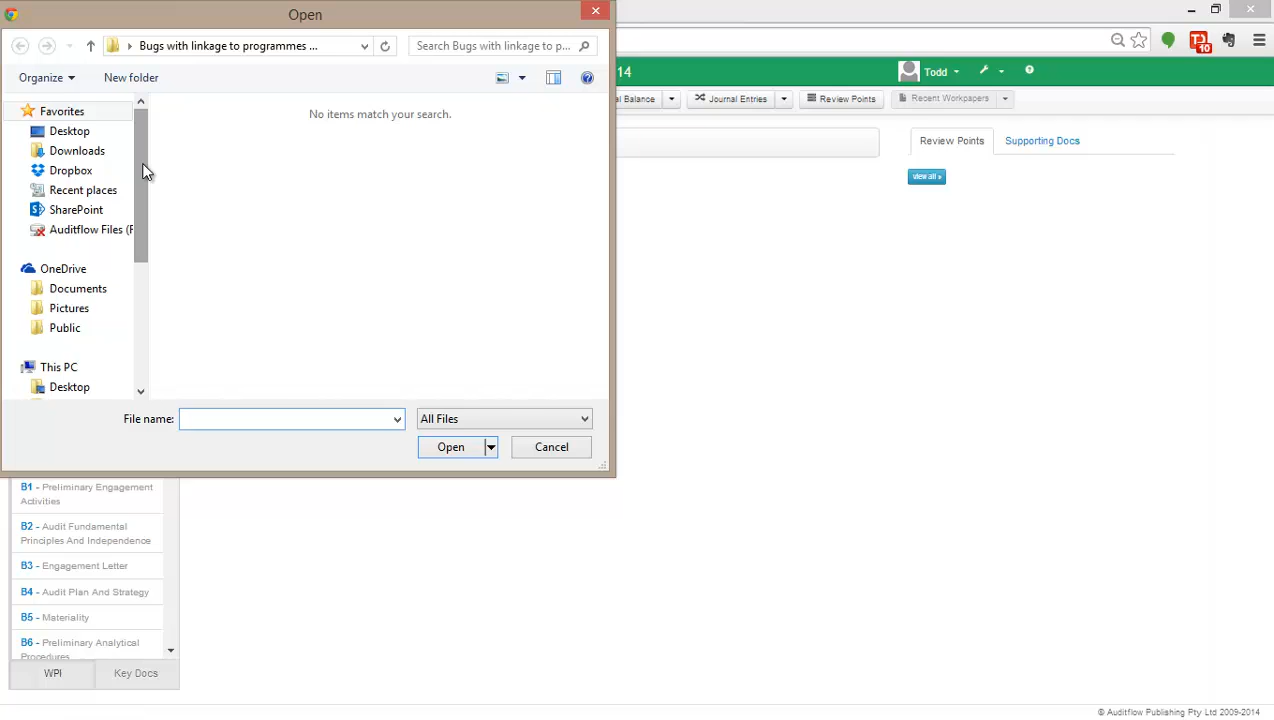 Open
Bugs with linkage to programmes ...
Search Bugs with linkage to p...
Organize
New folder
Favorites
Desktop
Downloads
Dropbox
Recent places
SharePoint
Auditflow Files (F
OneDrive
Documents
Pictures
Public
This PC
Desktop
No items match your search.
File name:
All Files
Open
Cancel
10
14
Todd
al Balance
Journal Entries
Review Points
Recent Workpapers
Review Points
Supporting Docs
view all »
B1 - Preliminary Engagement
Activities
B2 - Audit Fundamental
Principles And Independence
B3 - Engagement Letter
B4 - Audit Plan And Strategy
B5 - Materiality
B6 - Preliminary Analytical
Procedures
WPI
Key Docs
© Auditflow Publishing Pty Ltd 2009-2014